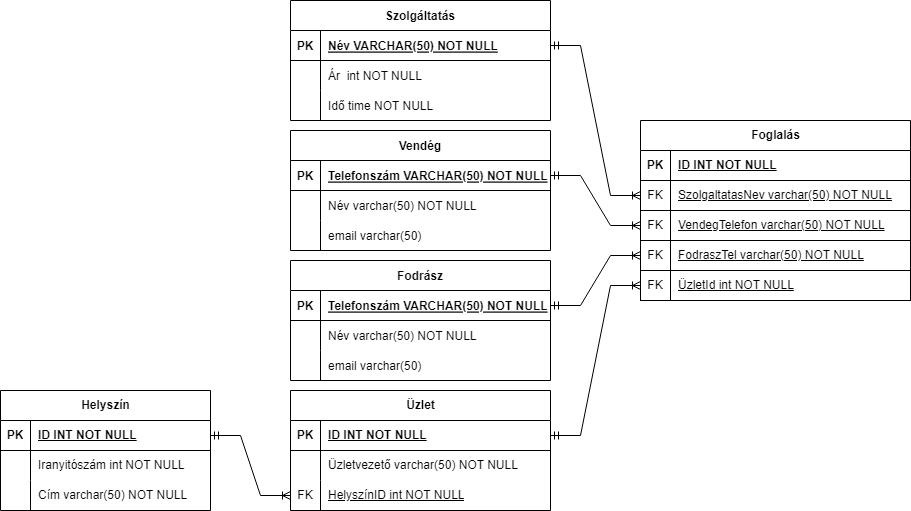 Szolgáltatás
PK Név VARCHAR(50) NOT NULL
Ár int NOT NULL
Idő time NOT NULL
Vendég
PK Telefonszám VARCHAR(50) NOT NULL
Név varchar(50) NOT NULL
email varchar(50)
Fodrász
PK Telefonszám VARCHAR(50) NOT NULL
Név varchar(50) NOT NULL
email varchar(50)
Helyszín
PK ID INT NOT NULL
Iranyitószám int NOT NULL
Cím varchar(50) NOT NULL
Üzlet
PK ID INT NOT NULL
Üzletvezető varchar(50) NOT NULL
FK HelyszínID int NOT NULL
Foglalás
PK ID INT NOT NULL
FK SzolgaltatasNev varchar(50) NOT NULL
FK VendegTelefon varchar(50) NOT NULL
FK FodraszTel varchar(50) NOT NULL
FK ÜzletId int NOT NULL